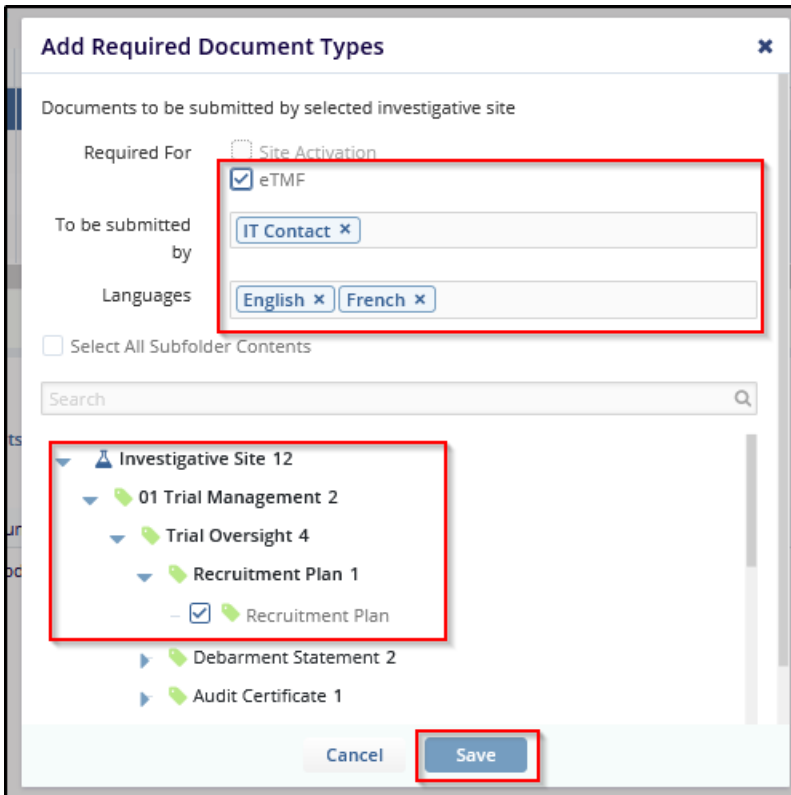 Add Required Document Types
Documents to be submitted by selected investigative site
Required For
Site Activation
eTMF
To be submitted
by
IT Contact
Languages
English French
Select All Subfolder Contents
Search
Investigative Site 12
01 Trial Management 2
Trial Oversight 4
Recruitment Plan 1
Recruitment Plan
Debarment Statement 2
Audit Certificate 1
Cancel Save